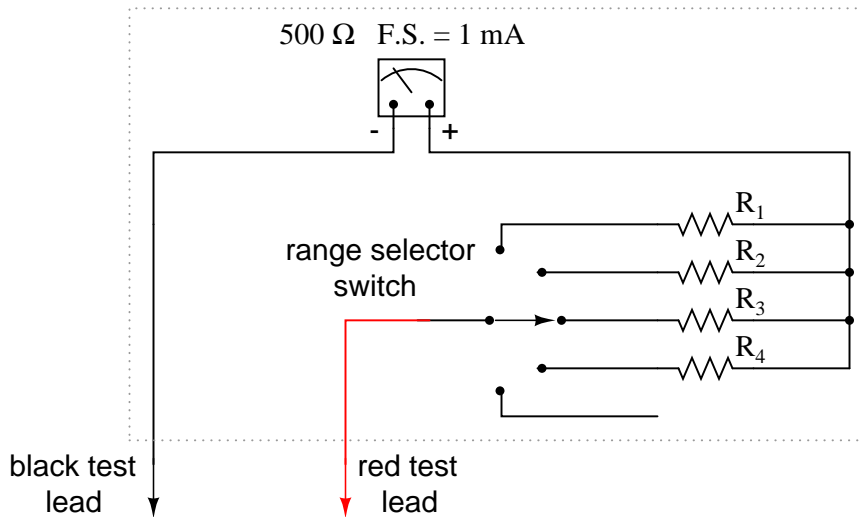 500 Ω F.S. = 1 mA
- +
R1
range selector
switch
R2
R3
R4
black test
lead
red test
lead